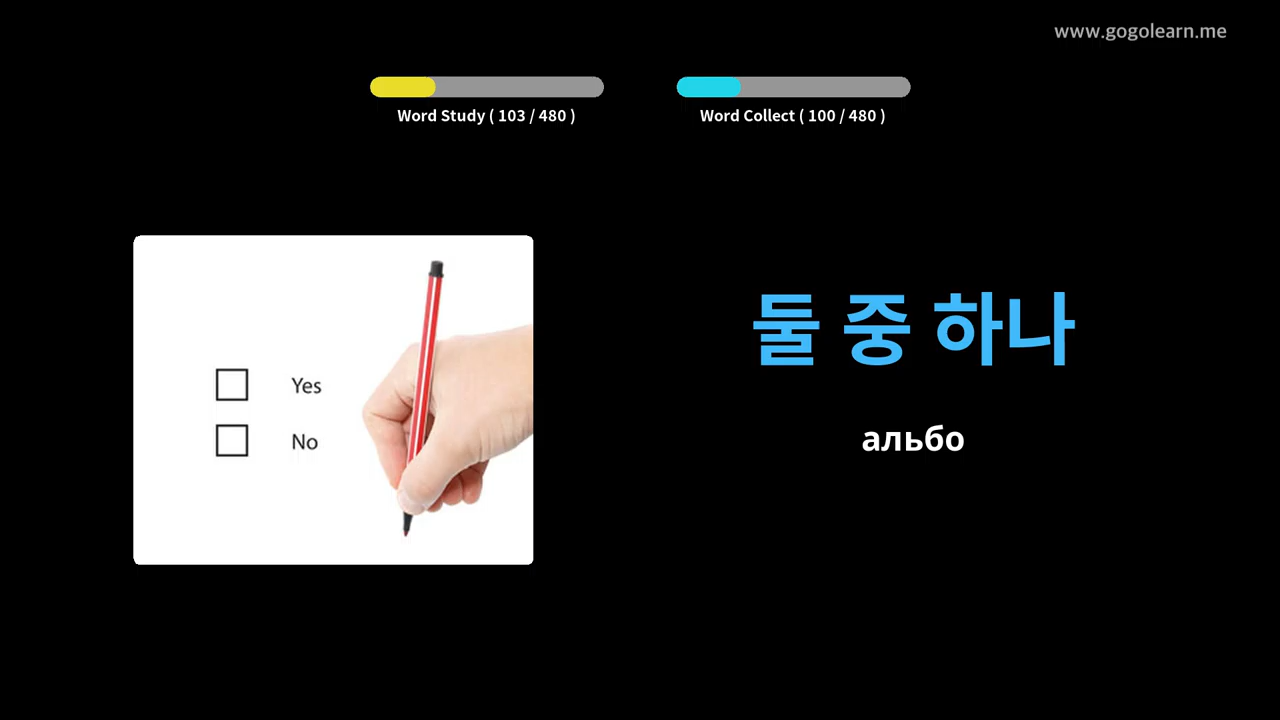 www.gogolearn.me
Word Study ( 103 / 480 )
Word Collect ( 100 / 480 )
Yes
No
둘 중 하나
альбо